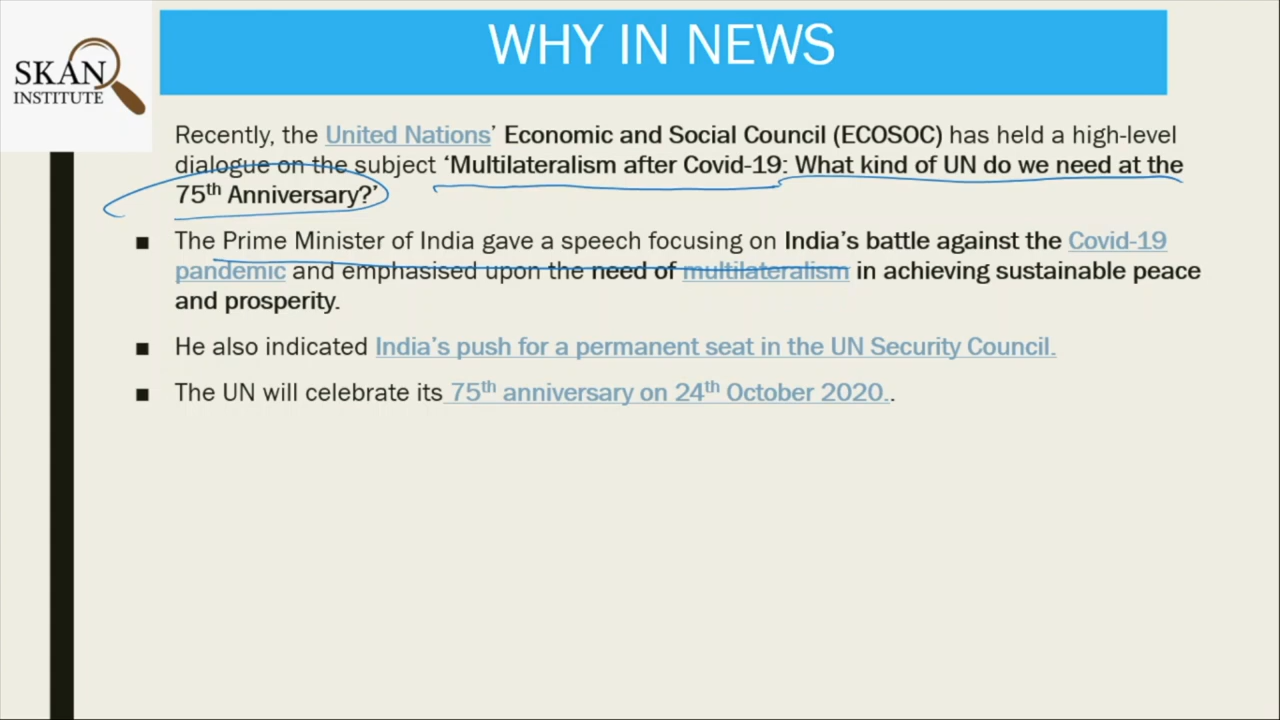 SKAN
INSTITUTE
WHY IN NEWS
Recently, the United Nations’ Economic and Social Council (ECOSOC) has held a high-level
dialogue on the subject ‘Multilateralism after Covid-19: What kind of UN do we need at the
75th Anniversary?’
■ The Prime Minister of India gave a speech focusing on India’s battle against the Covid-19
pandemic and emphasised upon the need of multilateralism in achieving sustainable peace
and prosperity.
■ He also indicated India’s push for a permanent seat in the UN Security Council.
■ The UN will celebrate its 75th anniversary on 24th October 2020..